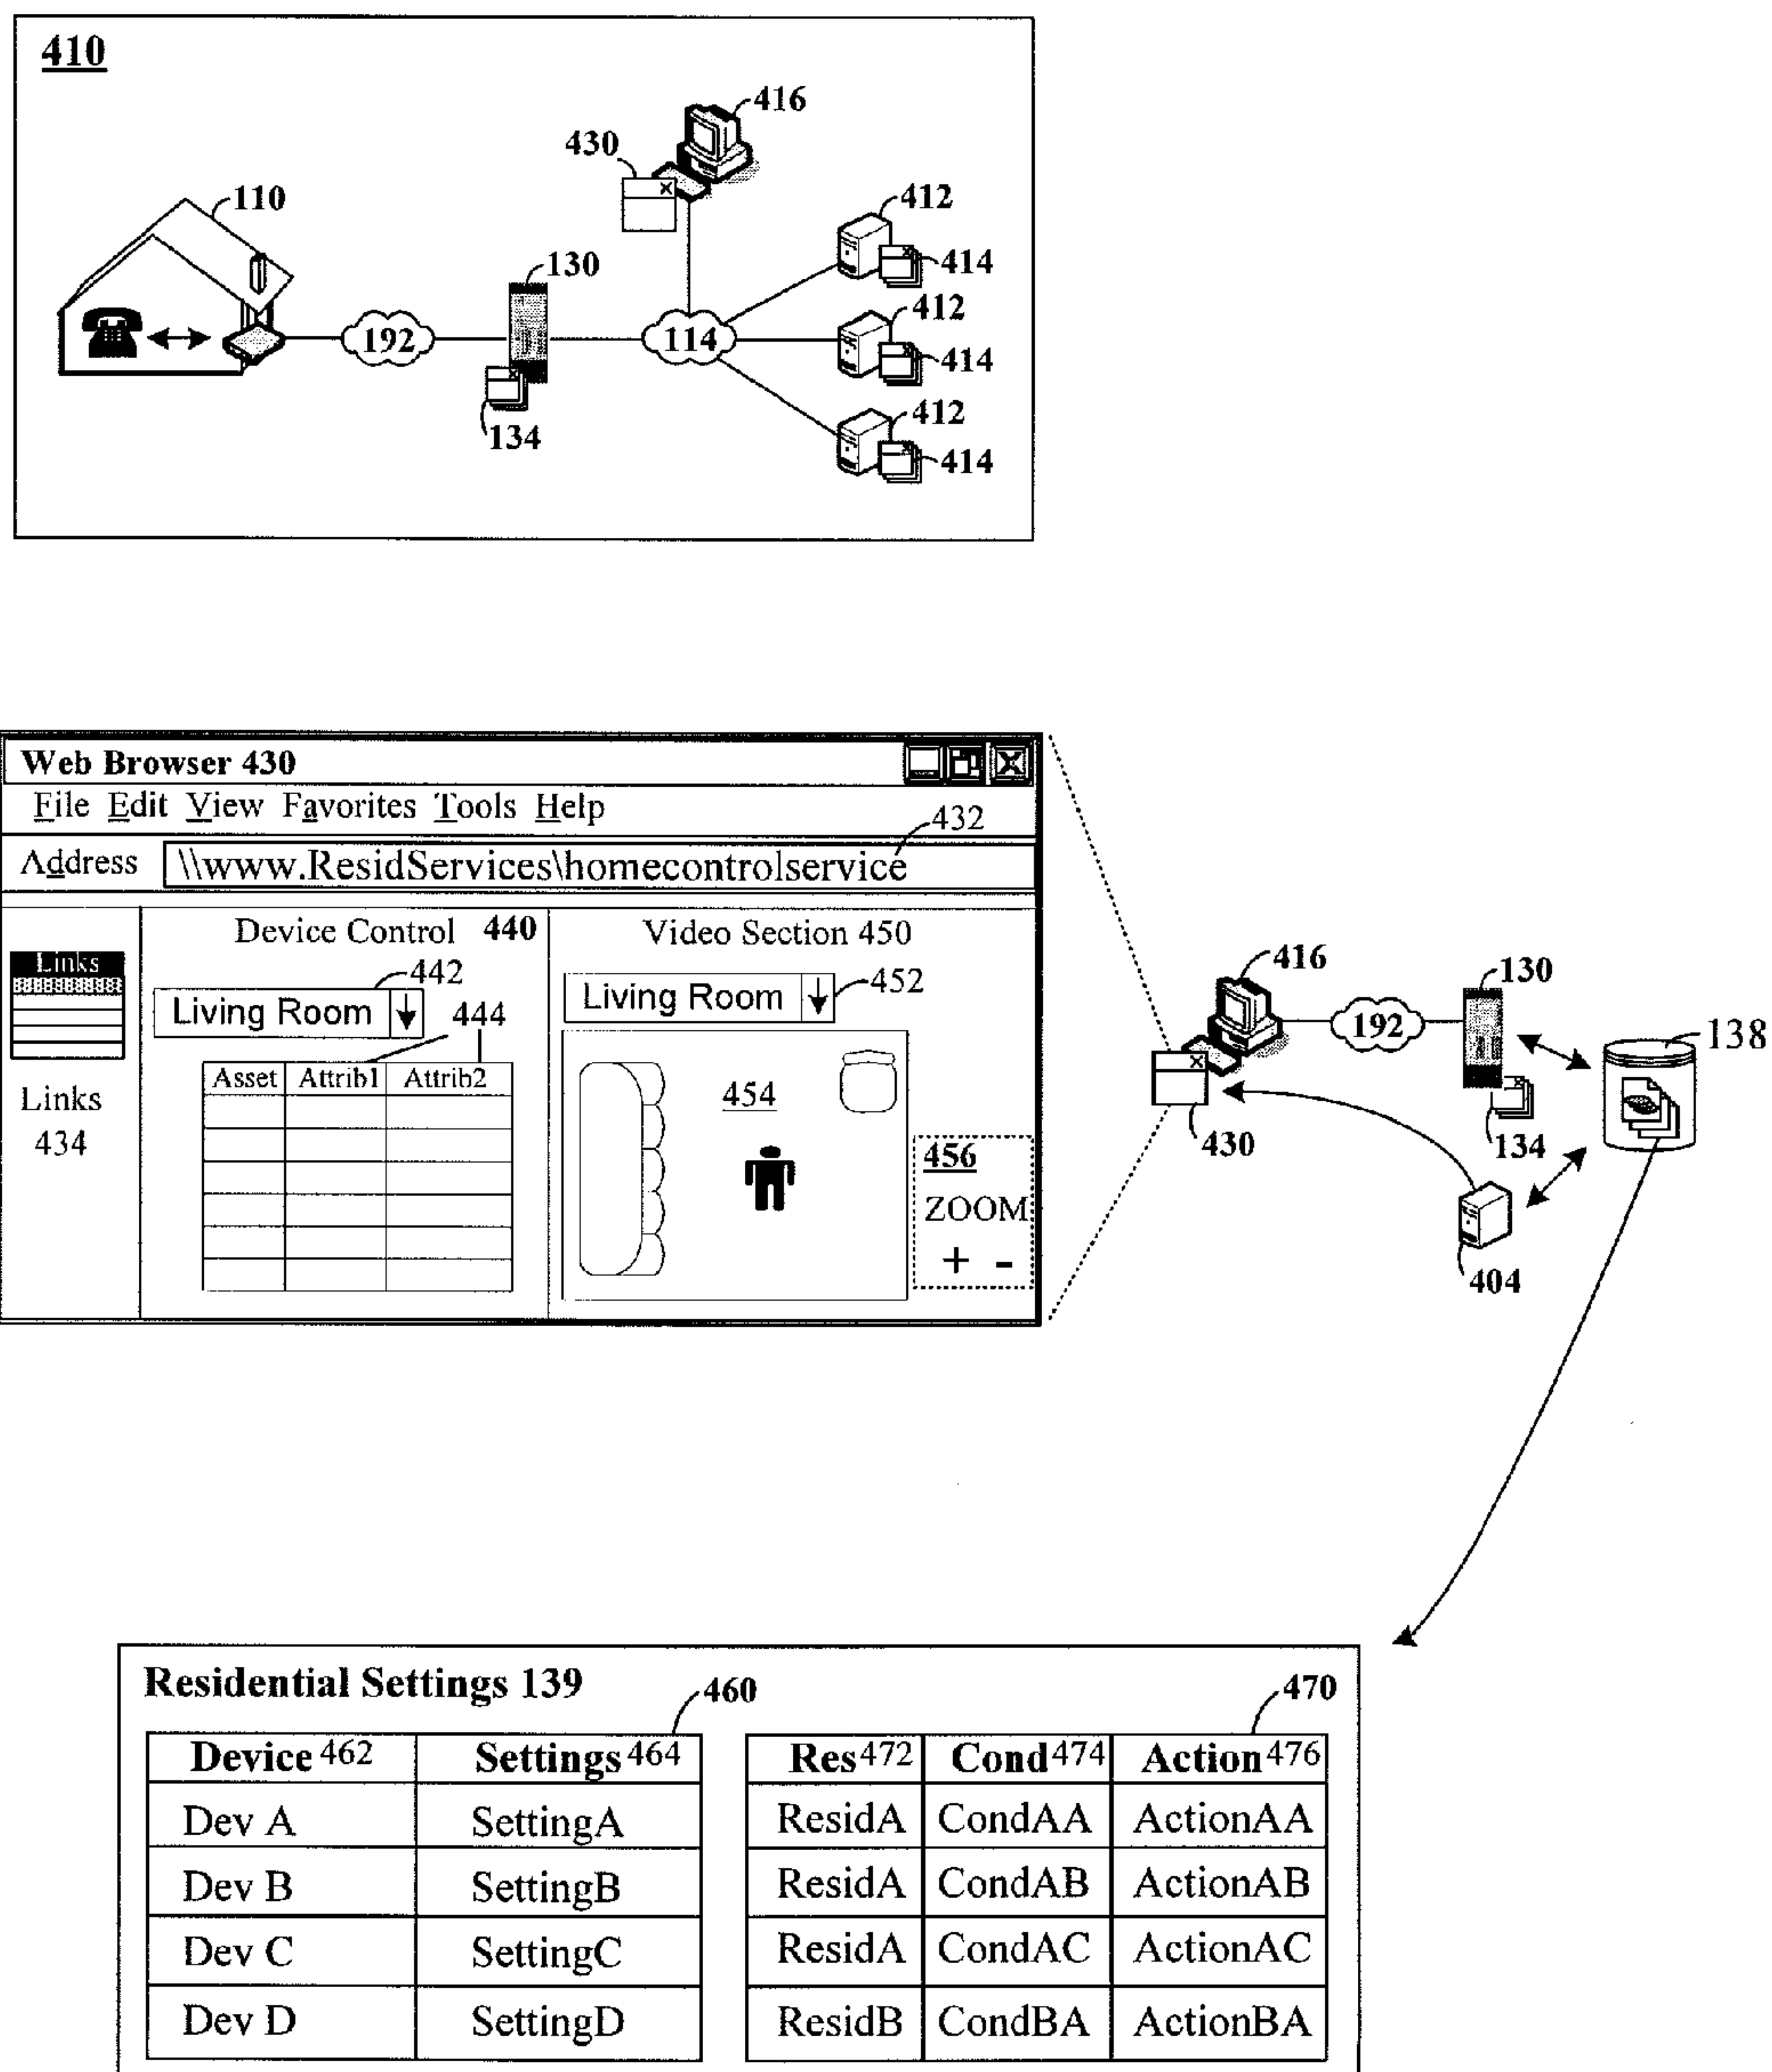 410
416
430
110
412
414
130
412
192
114
414
412
134
414
Web Browser 430
File Edit View Favorites Tools Help
432
Address \\www.ResidServices\homecontrolservice
Links
Links
434
Device Control 440
442
Living Room
444
Asset Attrib1 Attrib2
Video Section 450
Living Room
452
454
456
ZOOM
+ -
416
130
192
138
430
134
404
Residential Settings 139
460
470
Device 462 Settings 464
Dev A SettingA
Dev B SettingB
Dev C SettingC
Dev D SettingD
Res 472 Cond 474 Action 476
ResidA CondAA ActionAA
ResidA CondAB ActionAB
ResidA CondAC ActionAC
ResidB CondBA ActionBA